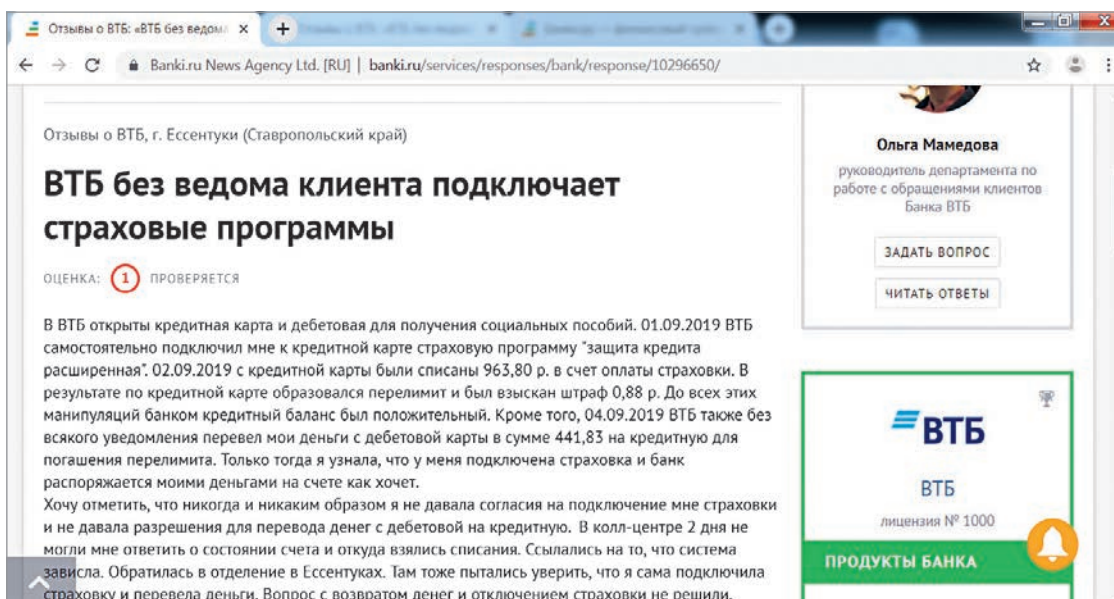 Отзывы о ВТБ: «ВТБ без ведома
Banki.ru News Agency Ltd. [RU] | banki.ru/services/responses/bank/response/10296650/
Отзывы о ВТБ, г. Ессентуки (Ставропольский край)
ВТБ без ведома клиента подключает
страховые программы
ОЦЕНКА: 1 ПРОВЕРЯЕТСЯ
В ВТБ открыты кредитная карта и дебетовая для получения социальных пособий. 01.09.2019 ВТБ
самостоятельно подключил мне к кредитной карте страховую программу "защита кредита
расширенная". 02.09.2019 с кредитной карты были списаны 963,80 р. в счет оплаты страховки. В
результате по кредитной карте образовался перелимит и был взыскан штраф 0,88 р. До всех этих
манипуляций банком кредитный баланс был положительный. Кроме того, 04.09.2019 ВТБ также без
всякого уведомления перевел мои деньги с дебетовой карты в сумме 441,83 на кредитную для
погашения перелимита. Только тогда я узнала, что у меня подключена страховка и банк
распоряжается моими деньгами на счете как хочет.
Хочу отметить, что никогда и никаким образом я не давала согласия на подключение мне страховки
и не давала разрешения для перевода денег с дебетовой на кредитную. В колл-центре 2 дня не
могли мне ответить о состоянии счета и откуда взялись списания. Ссылались на то, что система
зависла. Обратилась в отделение в Ессентуках. Там тоже пытались уверить, что я сама подключила
страховку и перевела деньги. Вопрос с возвратом денег и отключением страховки не решили.
Ольга Мамедова
руководитель департамента по
работе с обращениями клиентов
Банка ВТБ
ЗАДАТЬ ВОПРОС
ЧИТАТЬ ОТВЕТЫ
ВТБ
ВТБ
лицензия № 1000
ПРОДУКТЫ БАНКА